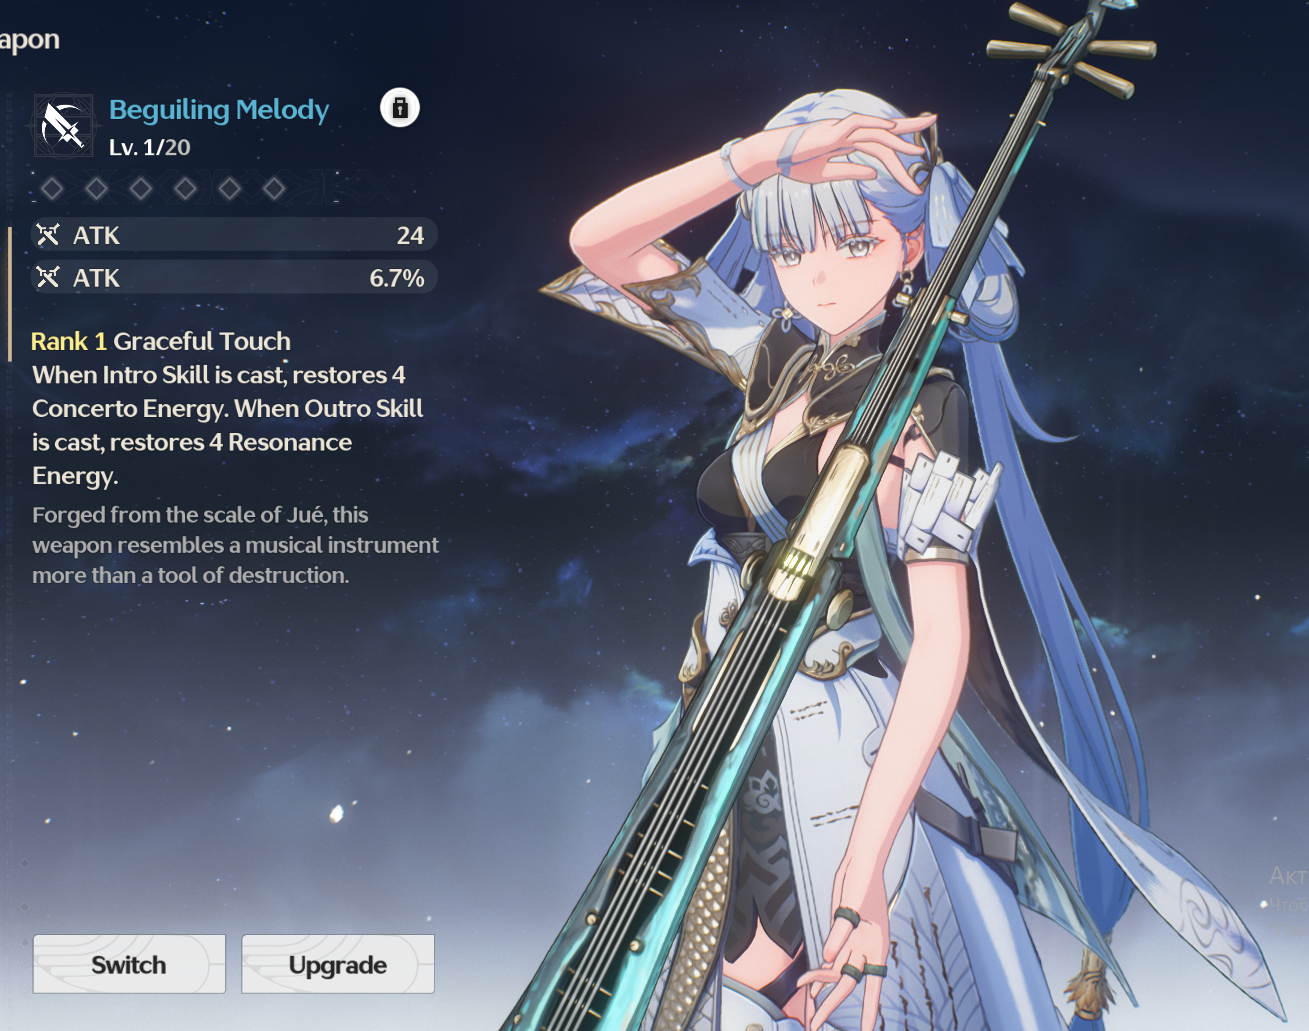 apon
Beguiling Melody
Lv. 1/20
ATK 24
ATK 6.7%
Rank 1 Graceful Touch
When Intro Skill is cast, restores 4
Concerto Energy. When Outro Skill
is cast, restores 4 Resonance
Energy.
Forged from the scale of Jué, this
weapon resembles a musical instrument
more than a tool of destruction.
Акт
Чтоб
Switch
Upgrade